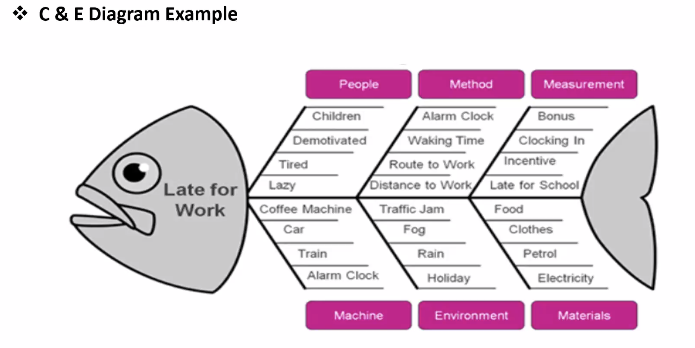 ❖ C & E Diagram Example
People Method Measurement
Children Alarm Clock Bonus
Demotivated Waking Time Clocking In
Tired Route to Work Incentive
Lazy Distance to Work Late for School
Late for
Work
Coffee Machine Traffic Jam Food
Car Fog Clothes
Train Rain Petrol
Alarm Clock Holiday Electricity
Machine Environment Materials